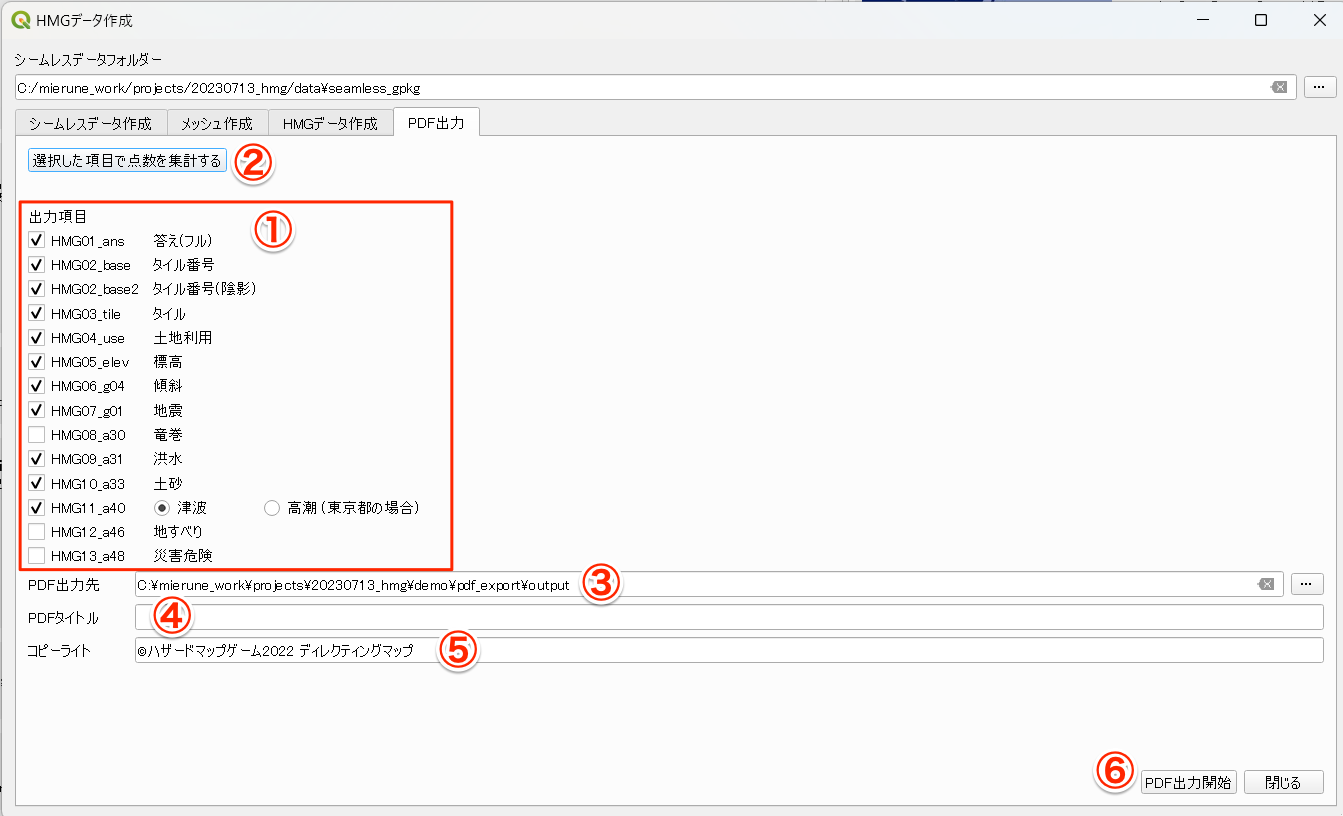 HMGデータ作成
シームレスデータフォルダー
C:/mierune_work/projects/20230713_hmg/data¥seamless_gpkg
...
シームレスデータ作成 メッシュ作成 HMGデータ作成 PDF出力
選択した項目で点数を集計する ②
出力項目 ①
HMG01_ans 答え(フル)
HMG02_base タイル番号
HMG02_base2 タイル番号(陰影)
HMG03_tile タイル
HMG04_use 土地利用
HMG05_elev 標高
HMG06_g04 傾斜
HMG07_g01 地震
HMG08_a30 竜巻
HMG09_a31 洪水
HMG10_a33 土砂
HMG11_a40 津波 高潮(東京都の場合)
HMG12_a46 地すべり
HMG13_a48 災害危険
PDF出力先 C:¥mierune_work¥projects¥20230713_hmg¥demo¥pdf_export¥output ③ ...
PDFタイトル ④
コピーライト ©ハザードマップゲーム2022 ディレクティングマップ ⑤
⑥ PDF出力開始 閉じる